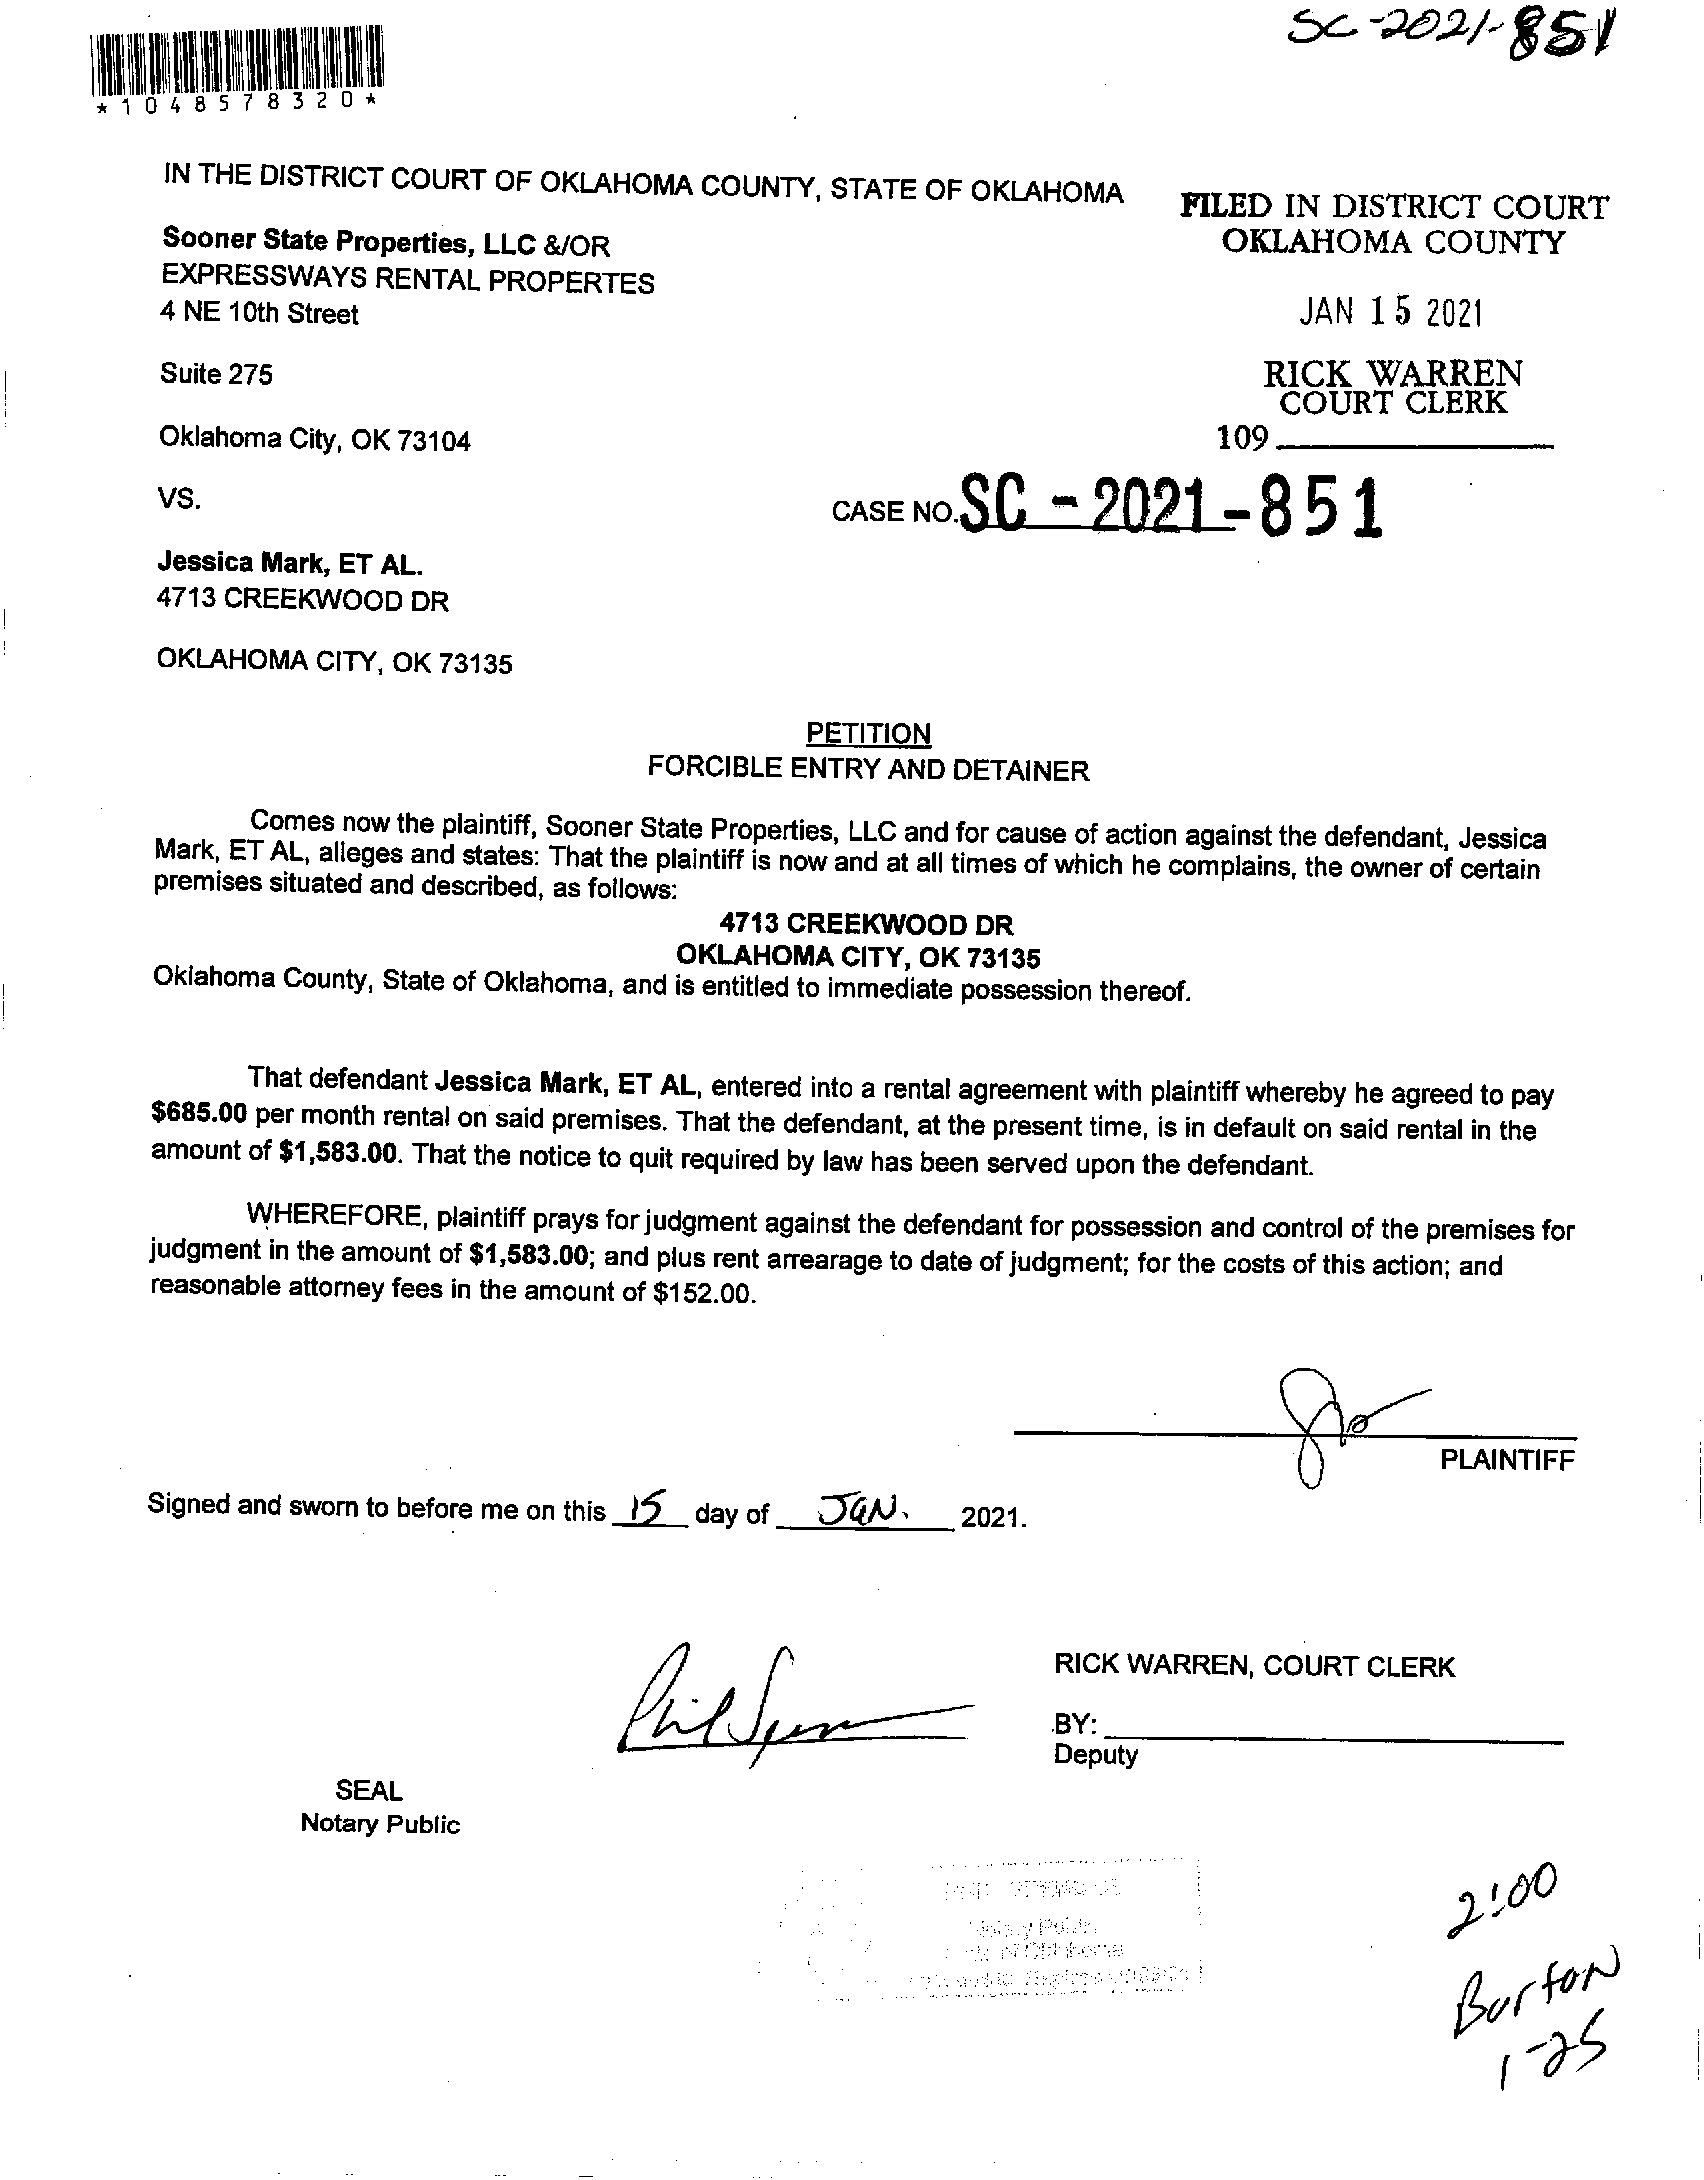 SC-2021-851
*1048578320*
IN THE DISTRICT COURT OF OKLAHOMA COUNTY, STATE OF OKLAHOMA
FILED IN DISTRICT COURT
OKLAHOMA COUNTY
JAN 15 2021
RICK WARREN
COURT CLERK
109
Sooner State Properties, LLC &/OR
EXPRESSWAYS RENTAL PROPERTES
4 NE 10th Street
Suite 275
Oklahoma City, OK 73104
VS.
CASE NO. SC - 2021 - 851
Jessica Mark, ET AL.
4713 CREEKWOOD DR
OKLAHOMA CITY, OK 73135
PETITION
FORCIBLE ENTRY AND DETAINER
Comes now the plaintiff, Sooner State Properties, LLC and for cause of action against the defendant, Jessica
Mark, ET AL, alleges and states: That the plaintiff is now and at all times of which he complains, the owner of certain
premises situated and described, as follows:
4713 CREEKWOOD DR
OKLAHOMA CITY, OK 73135
Oklahoma County, State of Oklahoma, and is entitled to immediate possession thereof.
That defendant Jessica Mark, ET AL, entered into a rental agreement with plaintiff whereby he agreed to pay
$685.00 per month rental on said premises. That the defendant, at the present time, is in default on said rental in the
amount of $1,583.00. That the notice to quit required by law has been served upon the defendant.
WHEREFORE, plaintiff prays for judgment against the defendant for possession and control of the premises for
judgment in the amount of $1,583.00; and plus rent arrearage to date of judgment; for the costs of this action; and
reasonable attorney fees in the amount of $152.00.
PLAINTIFF
Signed and sworn to before me on this 15 day of JAN. 2021.
RICK WARREN, COURT CLERK
BY:
Deputy
SEAL
Notary Public
Notary Public
2:00
Burton
1-25